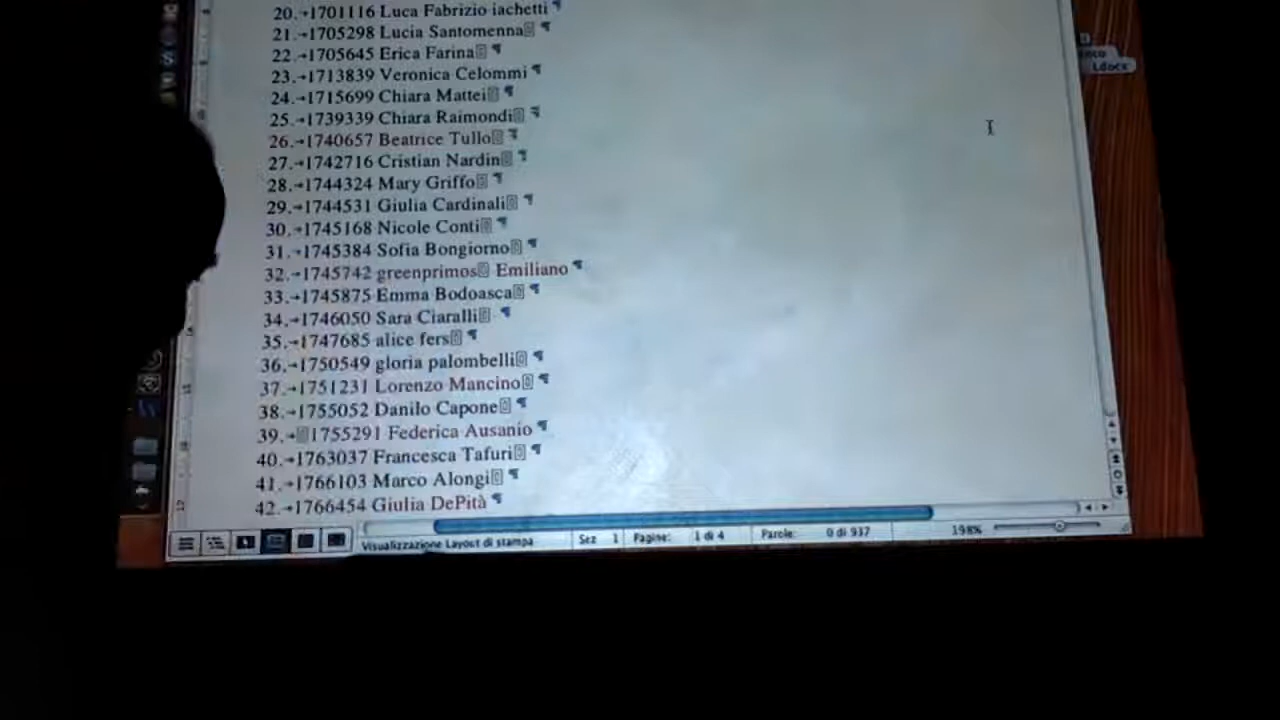 20.→1701116 Luca Fabrizio iachetti ¶
21.→1705298 Lucia Santomenna ¶
22.→1705645 Erica Farina ¶
23.→1713839 Veronica Celommi ¶
24.→1715699 Chiara Mattei ¶
25.→1739339 Chiara Raimondi ¶
26.→1740657 Beatrice Tullo ¶
27.→1742716 Cristian Nardin ¶
28.→1744324 Mary Griffo ¶
29.→1744531 Giulia Cardinali ¶
30.→1745168 Nicole Conti ¶
31.→1745384 Sofia Bongiorno ¶
32.→1745742 greenprimos Emiliano ¶
33.→1745875 Emma Bodoasca ¶
34.→1746050 Sara Ciaralli ¶
35.→1747685 alice fers ¶
36.→1750549 gloria palombelli ¶
37.→1751231 Lorenzo Mancino ¶
38.→1755052 Danilo Capone ¶
39.→1755291 Federica Ausanio ¶
40.→1763037 Francesca Tafuri ¶
41.→1766103 Marco Alongi ¶
42.→1766454 Giulia DePità ¶
Visualizzazione Layout di stampa Sez 1 Pagine: 1 di 4 Parole: 0 di 937 198%